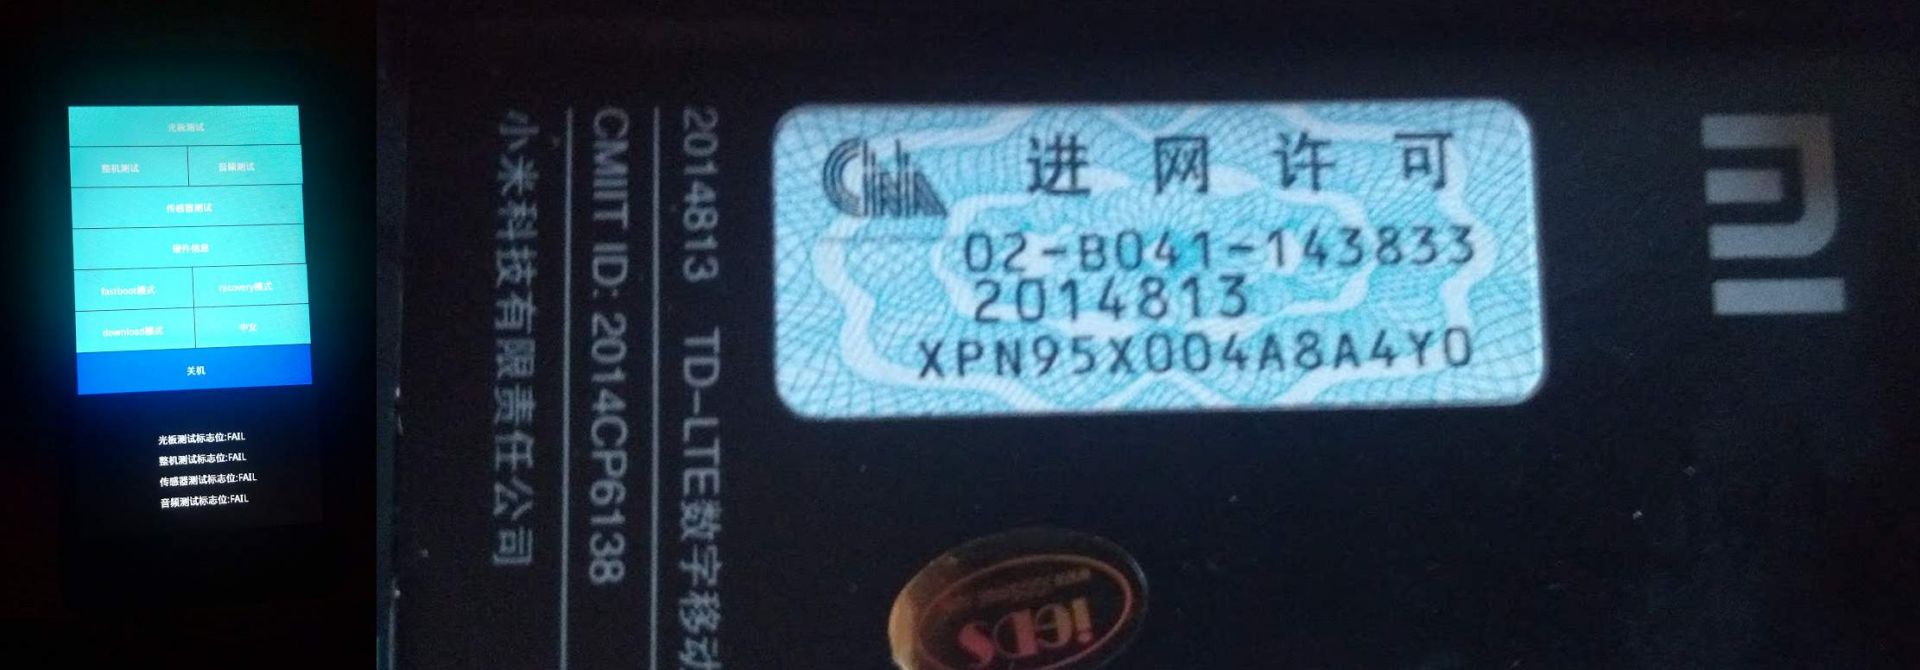 光板测试
整机测试 音频测试
传感器测试
硬件信息
fastboot模式 recovery模式
download模式 中文
关机
光板测试标志位:FAIL
整机测试标志位:FAIL
传感器测试标志位:FAIL
音频测试标志位:FAIL
2014813 TD-LTE数字移动
CMIIT ID: 2014CP6138
小米科技有限责任公司
进网许可
02-B041-143833
2014813
XPN95X004A8A4Y0
MI